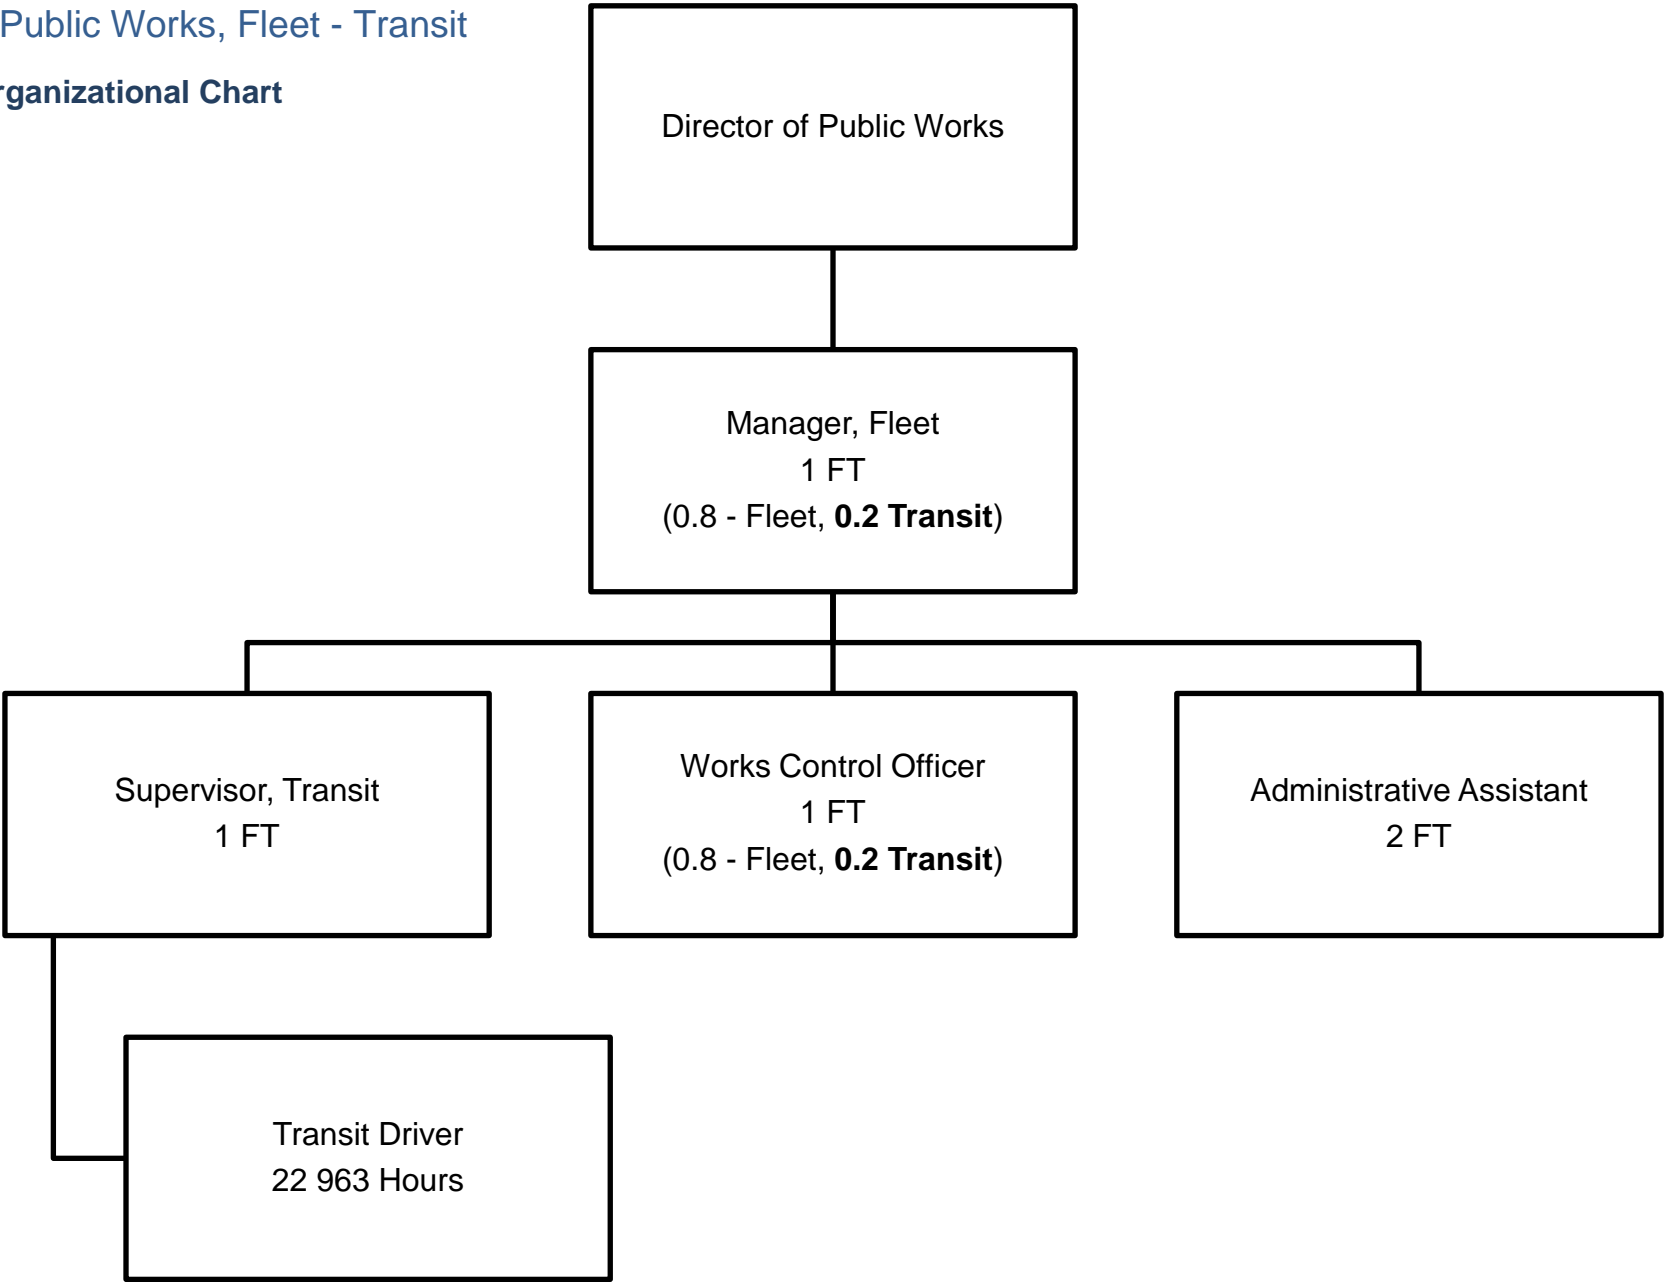 Public Works, Fleet - Transit
rganizational Chart
Director of Public Works
Manager, Fleet
1 FT
(0.8 - Fleet, 0.2 Transit)
Supervisor, Transit
1 FT
Works Control Officer
1 FT
(0.8 - Fleet, 0.2 Transit)
Administrative Assistant
2 FT
Transit Driver
22 963 Hours